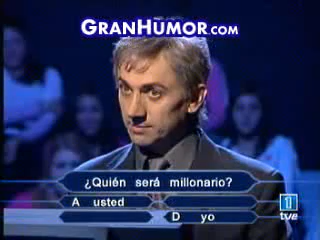 GRANHUMOR.COM
¿Quién será millonario?
A usted
D yo
1
tve